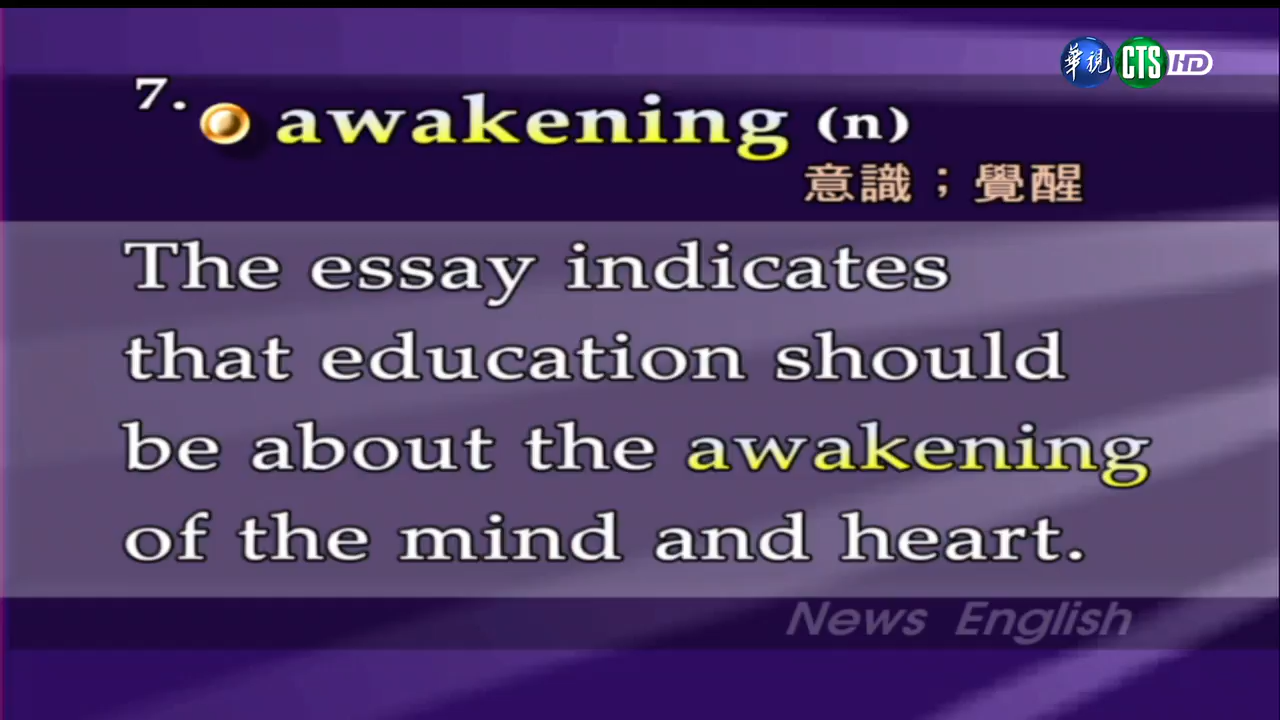 華視 CTS HD
7. awakening (n)
意識；覺醒
The essay indicates
that education should
be about the awakening
of the mind and heart.
News English